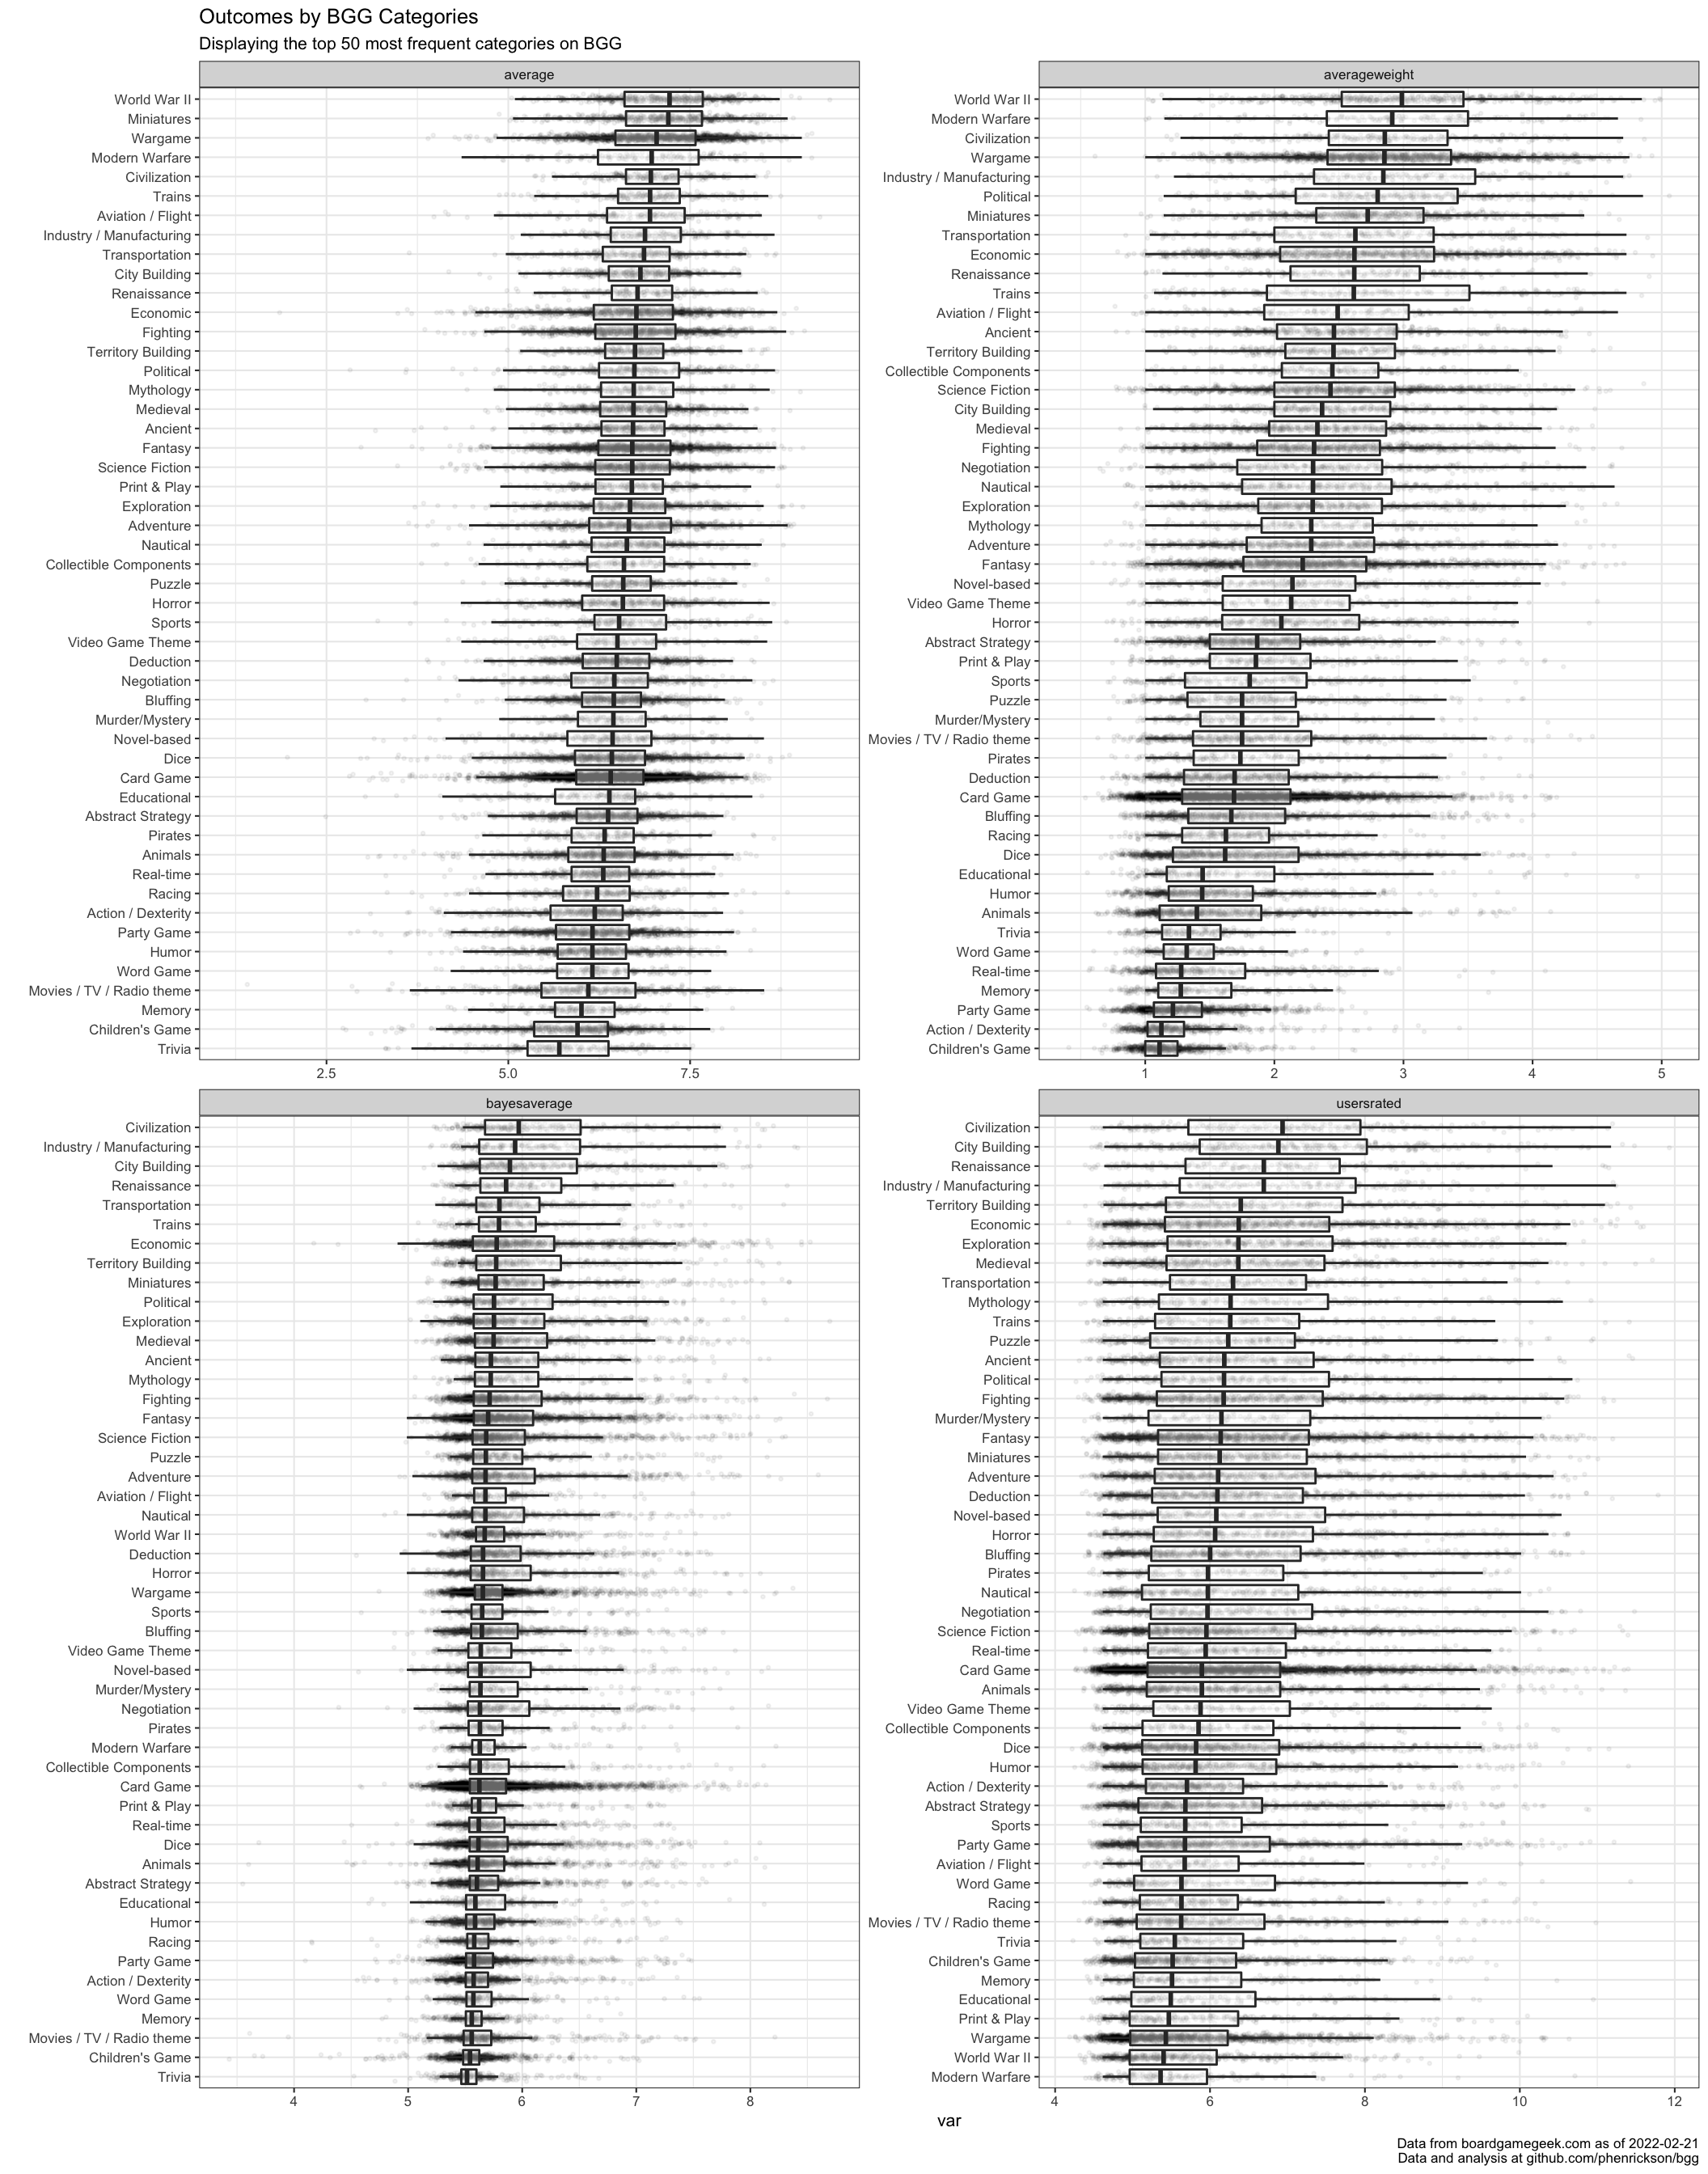 Outcomes by BGG Categories
Displaying the top 50 most frequent categories on BGG
average
World War II
Miniatures
Wargame
Modern Warfare
Civilization
Trains
Aviation / Flight
Industry / Manufacturing
Transportation
City Building
Renaissance
Economic
Fighting
Territory Building
Political
Mythology
Medieval
Ancient
Fantasy
Science Fiction
Print & Play
Exploration
Adventure
Nautical
Collectible Components
Puzzle
Horror
Sports
Video Game Theme
Deduction
Negotiation
Bluffing
Murder/Mystery
Novel-based
Dice
Card Game
Educational
Abstract Strategy
Pirates
Animals
Real-time
Racing
Action / Dexterity
Party Game
Humor
Word Game
Movies / TV / Radio theme
Memory
Children's Game
Trivia
2.5 5.0 7.5
averageweight
World War II
Modern Warfare
Civilization
Wargame
Industry / Manufacturing
Political
Miniatures
Transportation
Economic
Renaissance
Trains
Aviation / Flight
Ancient
Territory Building
Collectible Components
Science Fiction
City Building
Medieval
Fighting
Negotiation
Nautical
Exploration
Mythology
Adventure
Fantasy
Novel-based
Video Game Theme
Horror
Abstract Strategy
Print & Play
Sports
Puzzle
Murder/Mystery
Movies / TV / Radio theme
Pirates
Deduction
Card Game
Bluffing
Racing
Dice
Educational
Humor
Animals
Trivia
Word Game
Real-time
Memory
Party Game
Action / Dexterity
Children's Game
1 2 3 4 5
bayesaverage
Civilization
Industry / Manufacturing
City Building
Renaissance
Transportation
Trains
Economic
Territory Building
Miniatures
Political
Exploration
Medieval
Ancient
Mythology
Fighting
Fantasy
Science Fiction
Puzzle
Adventure
Aviation / Flight
Nautical
World War II
Deduction
Horror
Wargame
Sports
Bluffing
Video Game Theme
Novel-based
Murder/Mystery
Negotiation
Pirates
Modern Warfare
Collectible Components
Card Game
Print & Play
Real-time
Dice
Animals
Abstract Strategy
Educational
Humor
Racing
Party Game
Action / Dexterity
Word Game
Memory
Movies / TV / Radio theme
Children's Game
Trivia
4 5 6 7 8
usersrated
Civilization
City Building
Renaissance
Industry / Manufacturing
Territory Building
Economic
Exploration
Medieval
Transportation
Mythology
Trains
Puzzle
Ancient
Political
Fighting
Murder/Mystery
Fantasy
Miniatures
Adventure
Deduction
Novel-based
Horror
Bluffing
Pirates
Nautical
Negotiation
Science Fiction
Real-time
Card Game
Animals
Video Game Theme
Collectible Components
Dice
Humor
Action / Dexterity
Abstract Strategy
Sports
Party Game
Aviation / Flight
Word Game
Racing
Movies / TV / Radio theme
Trivia
Children's Game
Memory
Educational
Print & Play
Wargame
World War II
Modern Warfare
4 6 8 10 12
var
Data from boardgamegeek.com as of 2022-02-21
Data and analysis at github.com/phenrickson/bgg